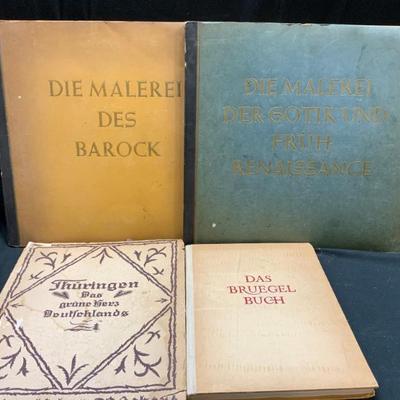 DIE MALEREI
DES
BAROCK
DIE MALEREI
DER GOTIK UND
FRÜH
RENAISSANCE
Thüringen
Das
grüne Herz
Deutschlands
DAS
BRUEGEL
BUCH